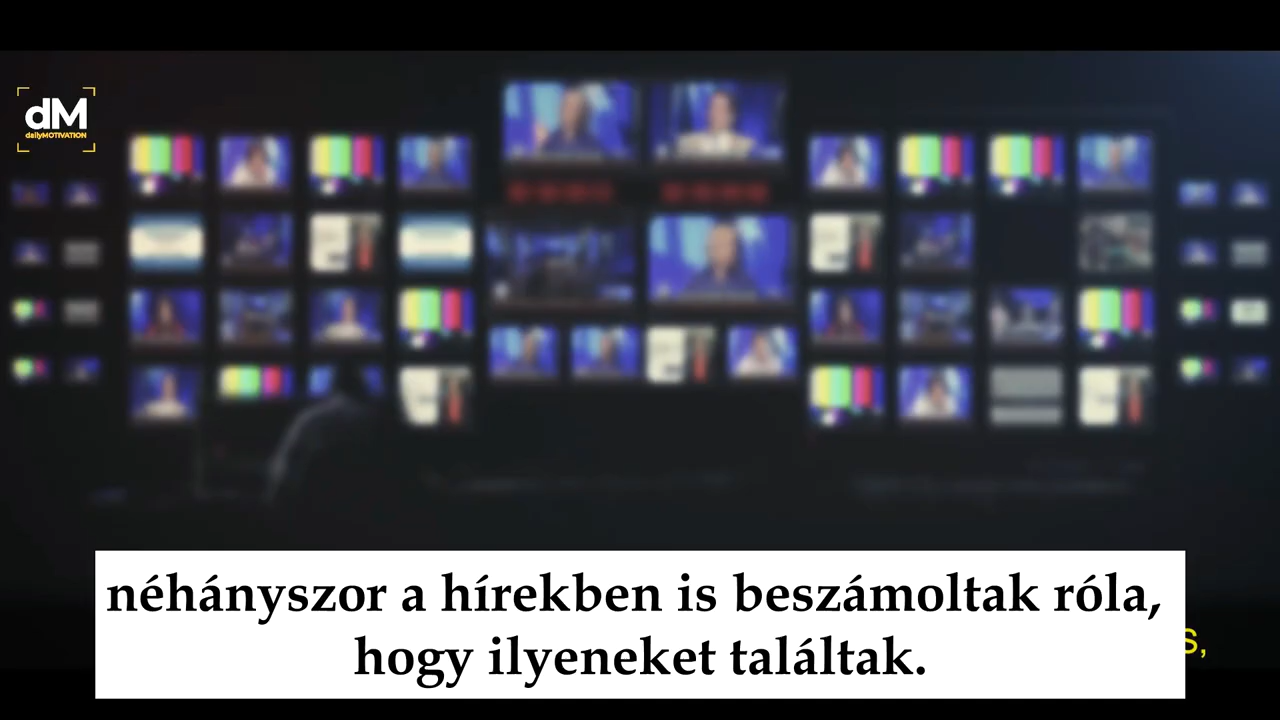 dM
dailyMOTIVATION
néhányszor a hírekben is beszámoltak róla,
hogy ilyeneket találtak.
s,